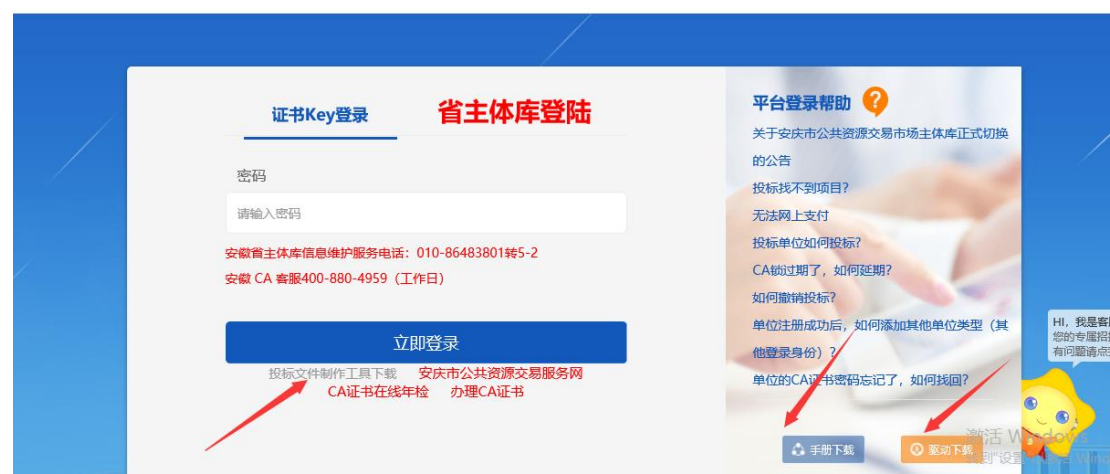 证书Key登录
省主体库登陆
密码
请输入密码
安徽省主体库信息维护服务电话：010-86483801转5-2
安徽 CA 客服400-880-4959（工作日）
立即登录
投标文件制作工具下载 安庆市公共资源交易服务网
CA证书在线年检 办理CA证书
平台登录帮助 ?
关于安庆市公共资源交易市场主体库正式切换
的公告
投标找不到项目?
无法网上支付
投标单位如何投标?
CA锁过期了，如何延期?
如何撤销投标?
单位注册成功后，如何添加其他单位类型（其
他登录身份）?
单位的CA证书密码忘记了，如何找回?
手册下载
驱动下载
HI，我是客
您的专属招
有问题请点
激活 Windows